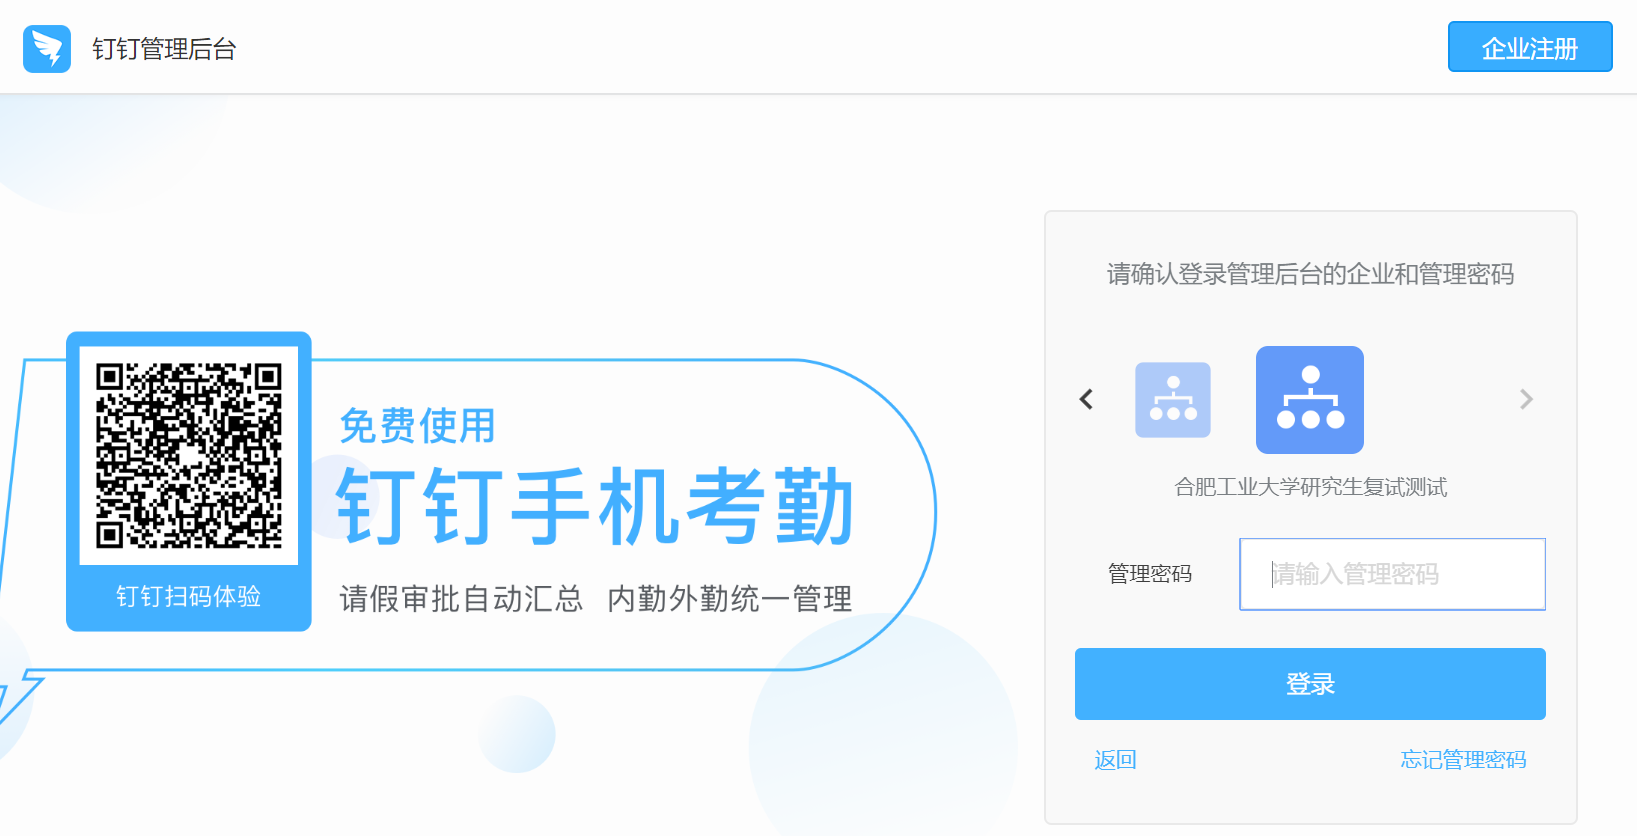 钉钉管理后台
企业注册
请确认登录管理后台的企业和管理密码
免费使用
钉钉手机考勤
请假审批自动汇总 内勤外勤统一管理
钉钉扫码体验
合肥工业大学研究生复试测试
管理密码
请输入管理密码
登录
返回
忘记管理密码